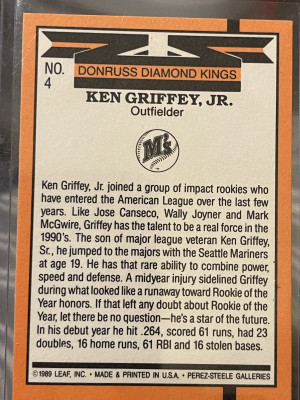 NO.
4
DONRUSS DIAMOND KINGS
KEN GRIFFEY, JR.
Outfielder
M's
Ken Griffey, Jr. joined a group of impact rookies who
have entered the American League over the last few
years. Like Jose Canseco, Wally Joyner and Mark
McGwire, Griffey has the talent to be a real force in the
1990's. The son of major league veteran Ken Griffey,
Sr., he jumped to the majors with the Seattle Mariners
at age 19. He has that rare ability to combine power,
speed and defense. A midyear injury sidelined Griffey
during what looked like a runaway toward Rookie of the
Year honors. If that left any doubt about Rookie of the
Year, let there be no question—he's a star of the future.
In his debut year he hit .264, scored 61 runs, had 23
doubles, 16 home runs, 61 RBI and 16 stolen bases.
©1989 LEAF, INC. • MADE & PRINTED IN U.S.A. • PEREZ-STEELE GALLERIES